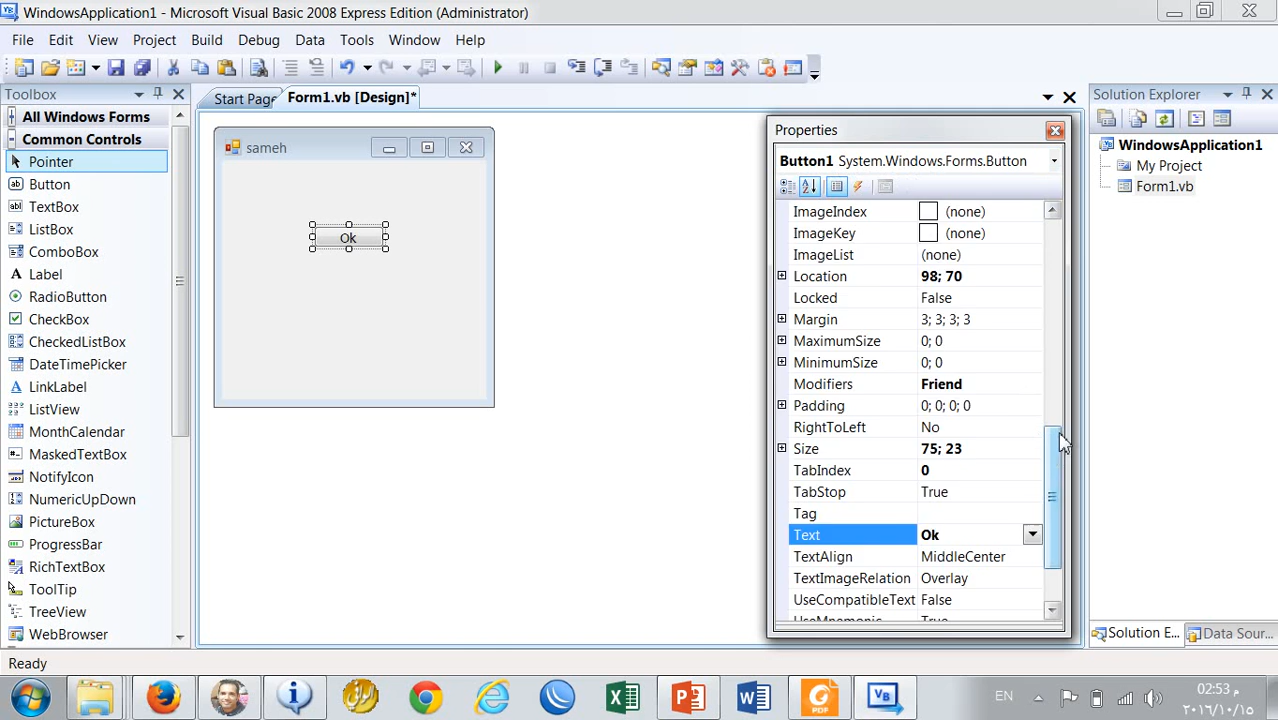 WindowsApplication1 - Microsoft Visual Basic 2008 Express Edition (Administrator)
File Edit View Project Build Debug Data Tools Window Help
Toolbox
All Windows Forms
Common Controls
Pointer
Button
TextBox
ListBox
ComboBox
Label
RadioButton
CheckBox
CheckedListBox
DateTimePicker
LinkLabel
ListView
MonthCalendar
MaskedTextBox
NotifyIcon
NumericUpDown
PictureBox
ProgressBar
RichTextBox
ToolTip
TreeView
WebBrowser
Start Page Form1.vb [Design]*
sameh
Ok
Properties
Button1 System.Windows.Forms.Button
ImageIndex (none)
ImageKey (none)
ImageList (none)
Location 98; 70
Locked False
Margin 3; 3; 3; 3
MaximumSize 0; 0
MinimumSize 0; 0
Modifiers Friend
Padding 0; 0; 0; 0
RightToLeft No
Size 75; 23
TabIndex 0
TabStop True
Tag
Text Ok
TextAlign MiddleCenter
TextImageRelation Overlay
UseCompatibleText False
UseMnemonic True
Solution Explorer
WindowsApplication1
My Project
Form1.vb
Solution E... Data Sour...
Ready
PDF
VB
EN
02:53 م
٢٠١٦/١٠/١٥